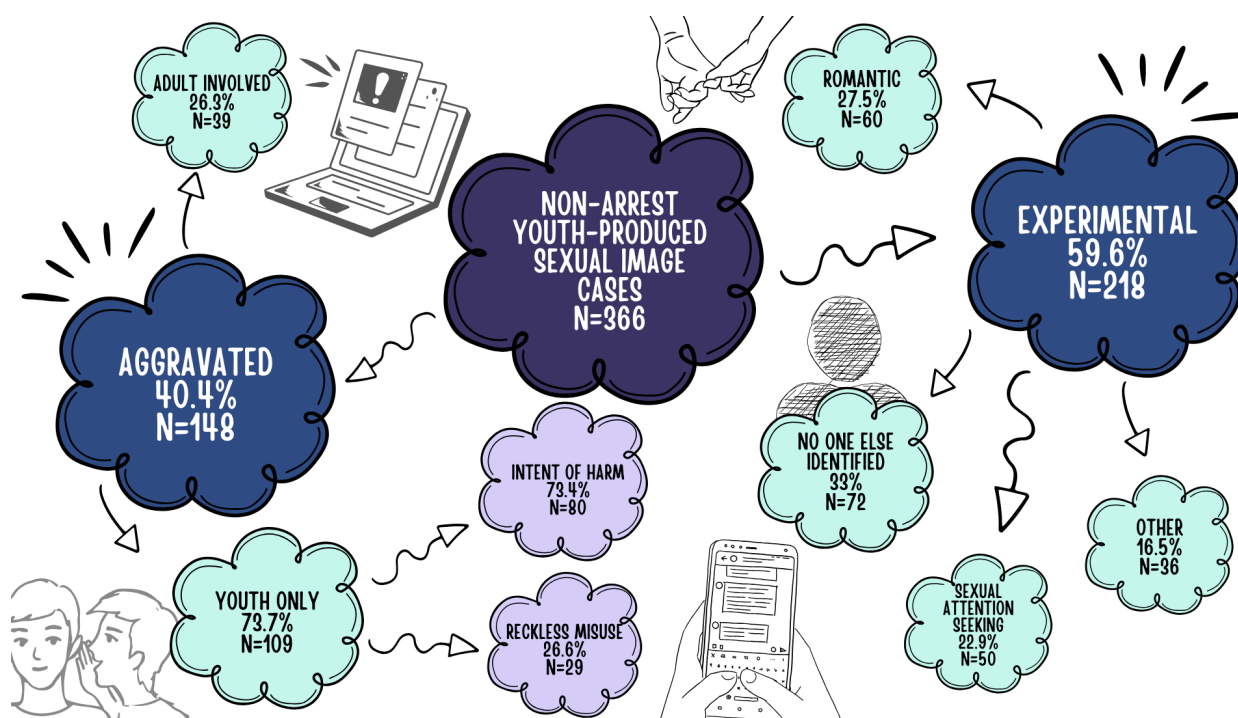 ADULT INVOLVED
26.3%
N=39
ROMANTIC
27.5%
N=60
NON-ARREST
YOUTH-PRODUCED
SEXUAL IMAGE
CASES
N=366
EXPERIMENTAL
59.6%
N=218
AGGRAVATED
40.4%
N=148
INTENT OF HARM
73.4%
N=80
NO ONE ELSE
IDENTIFIED
33%
N=72
OTHER
16.5%
N=36
YOUTH ONLY
73.7%
N=109
RECKLESS MISUSE
26.6%
N=29
SEXUAL
ATTENTION
SEEKING
22.9%
N=50